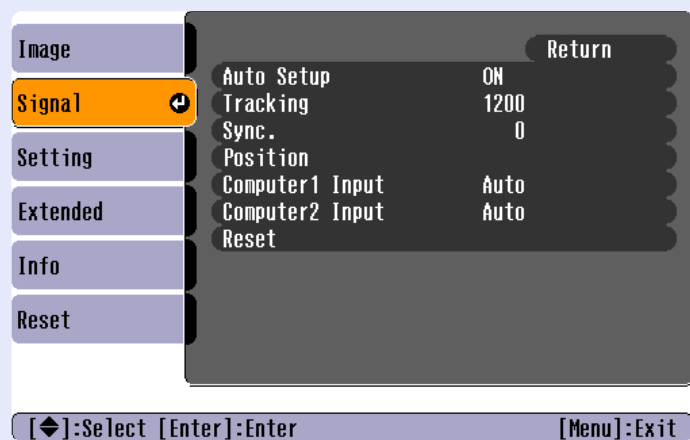 Image
Signal
Setting
Extended
Info
Reset
Return
Auto Setup ON
Tracking 1200
Sync. 0
Position
Computer1 Input Auto
Computer2 Input Auto
Reset
[◆]:Select [Enter]:Enter [Menu]:Exit